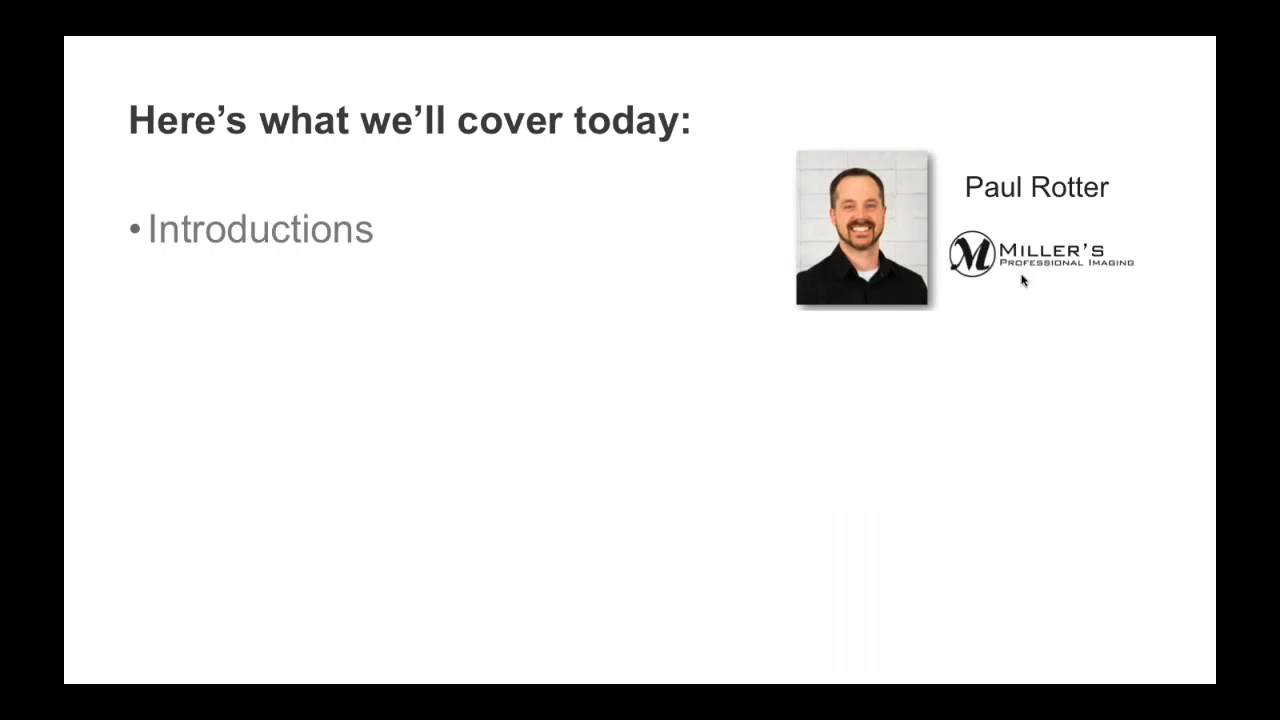 Here’s what we’ll cover today:
• Introductions
Paul Rotter
M MILLER’S
PROFESSIONAL IMAGING